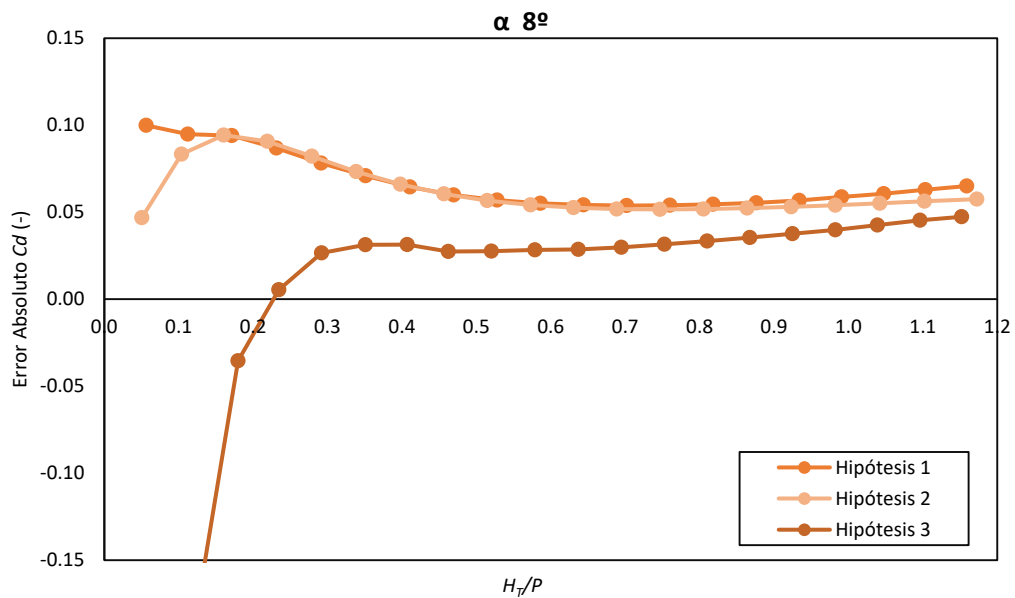 α 8º
0.15
0.10
0.05
0.00
-0.05
-0.10
-0.15
Error Absoluto Cd (-)
0.0 0.1 0.2 0.3 0.4 0.5 0.6 0.7 0.8 0.9 1.0 1.1 1.2
Hipótesis 1
Hipótesis 2
Hipótesis 3
H_T/P